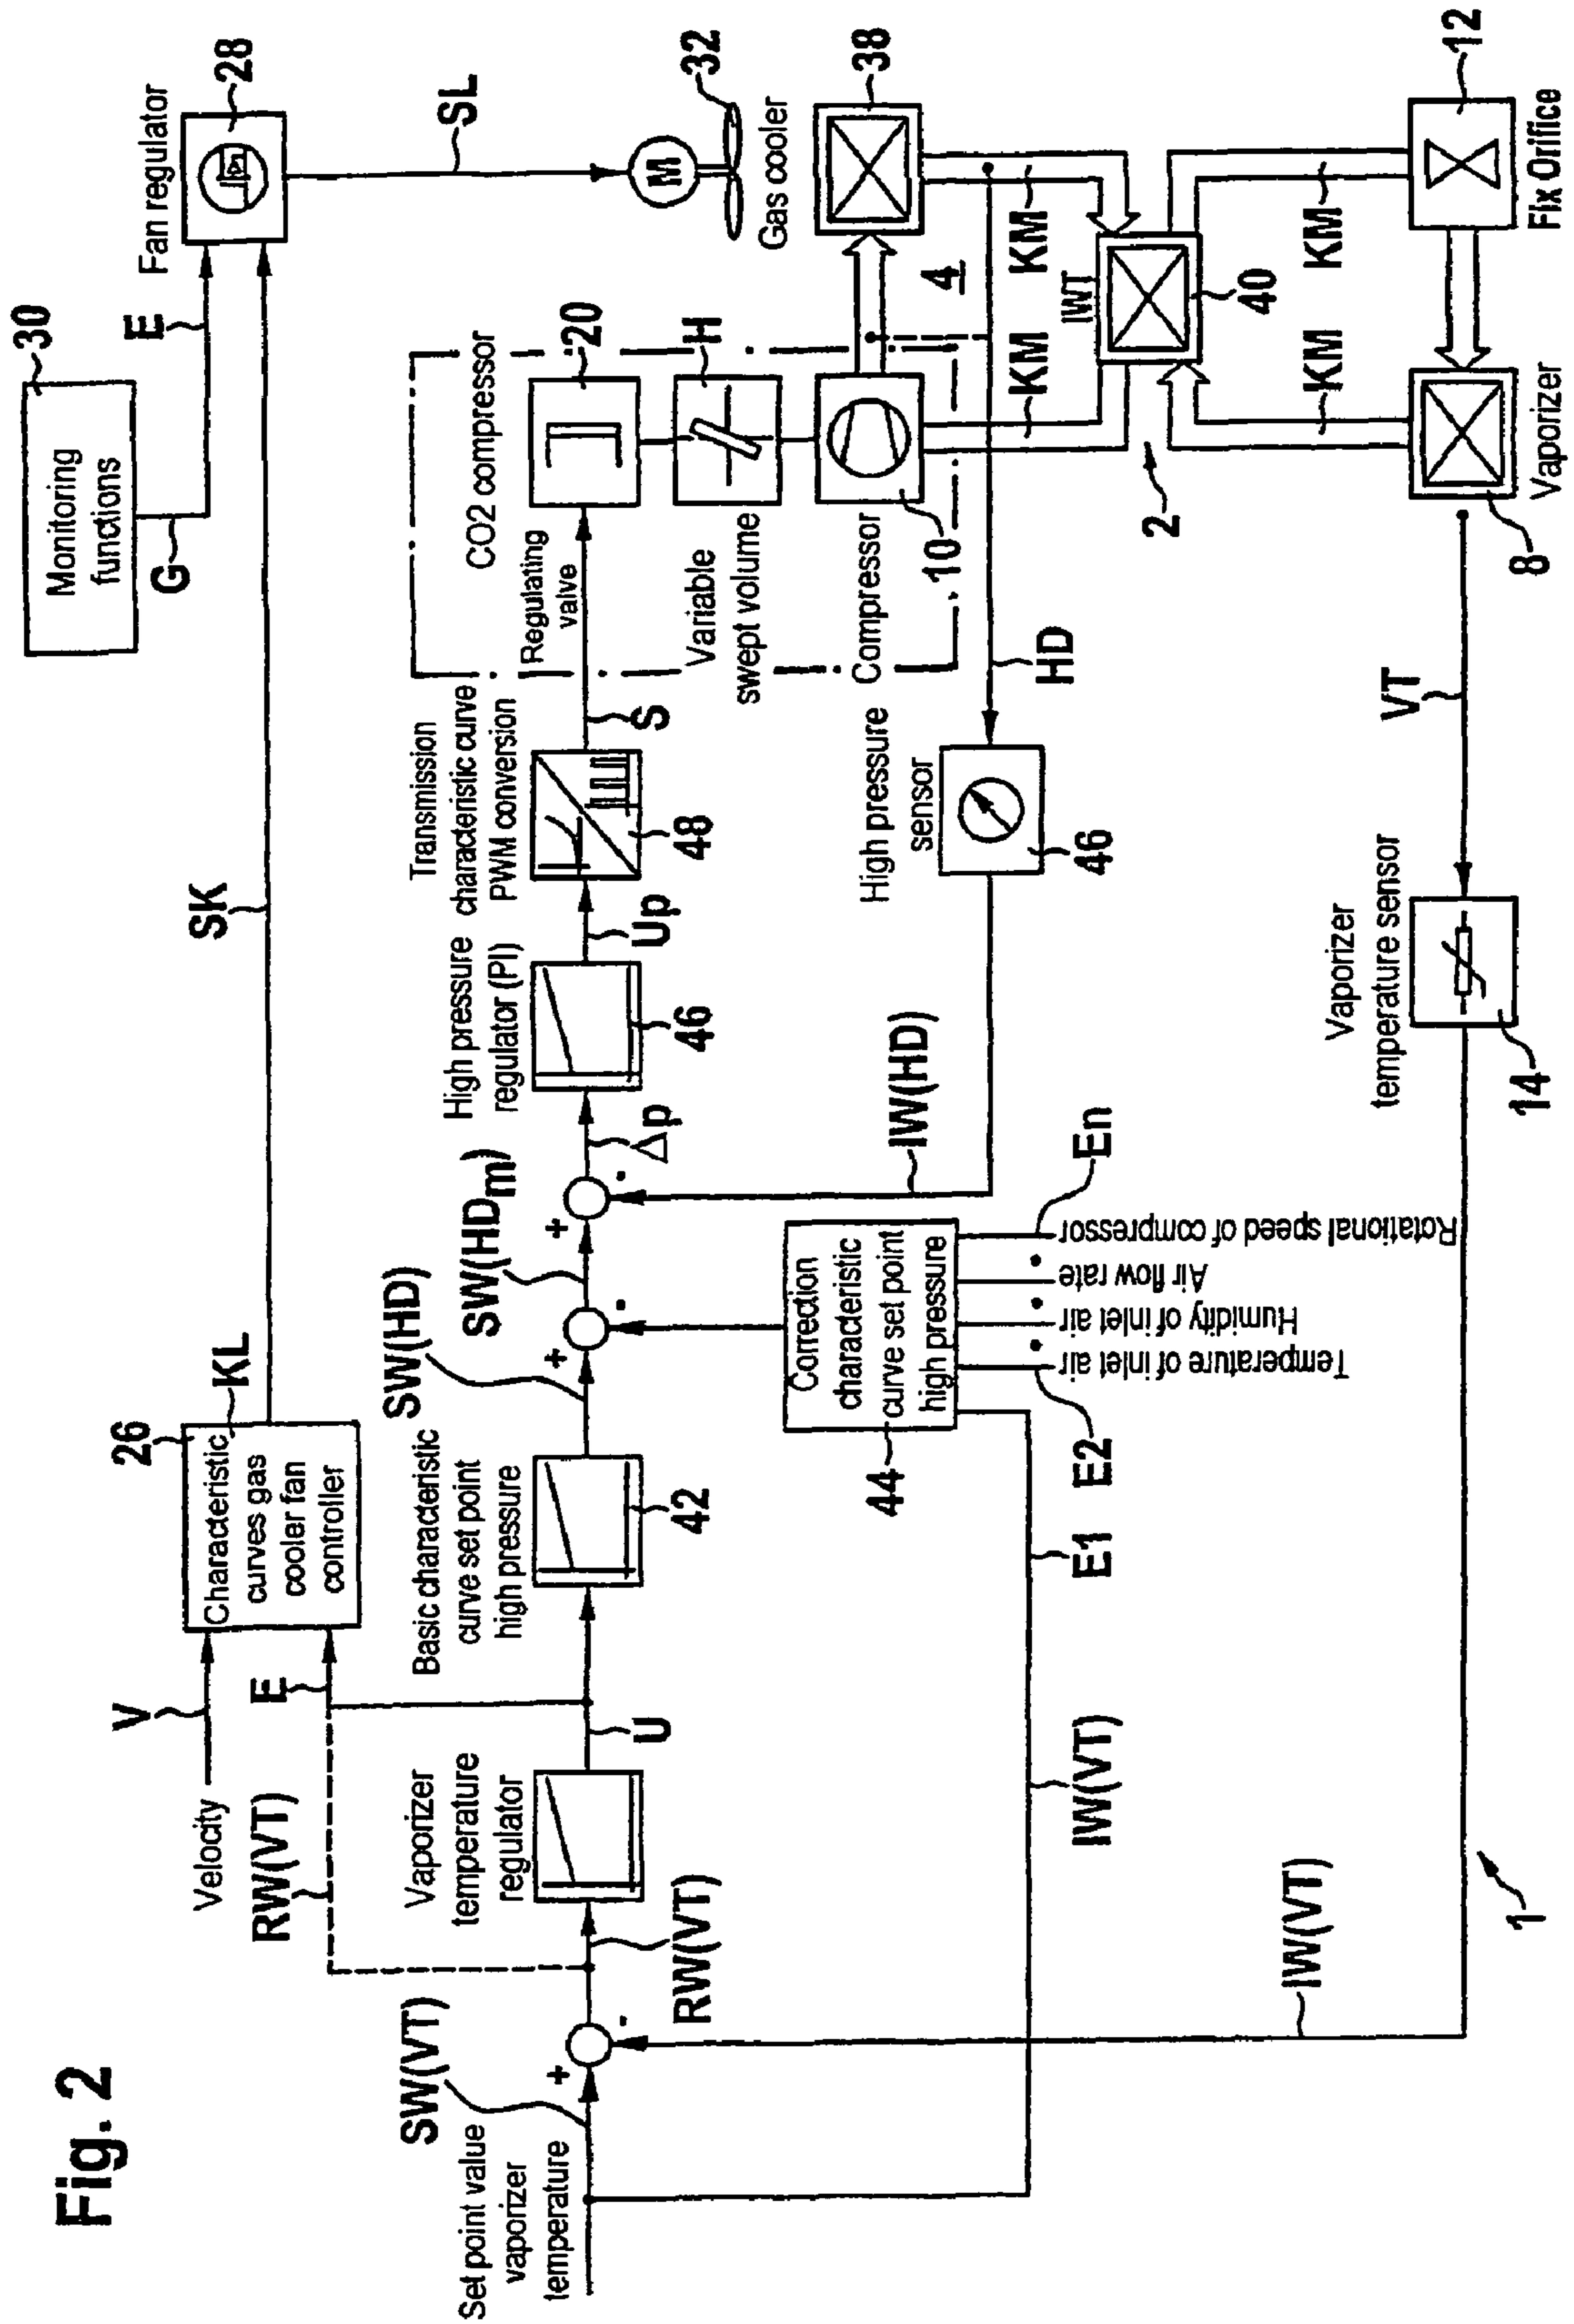 Fig. 2
30
Monitoring
functions
G
E
Fan regulator
28
SL
M
32
SK
26
KL
Characteristic
curves gas
cooler fan
controller
V
Velocity
E
RW(VT)
Set point value
vaporizer
temperature
SW(VT)
+
-
RW(VT)
Vaporizer
temperature
regulator
U
Basic characteristic
curve set point
high pressure
42
SW(HD)
+
-
SW(HDm)
+
-
Δp
High pressure
regulator (PI)
46
Up
Transmission
characteristic curve
PWM conversion
48
S
CO2 compressor
Regulating
valve
20
Variable
swept volume
H
Compressor
10
Gas cooler
38
4
KM
KM
IWT
40
2
KM
KM
12
Fix Orifice
Vaporizer
8
HD
High pressure
sensor
46
IW(HD)
Correction
characteristic
curve set point
high pressure
44
E1
E2
En
Temperature of inlet air
Humidity of inlet air
Air flow rate
Rotational speed of compressor
IW(VT)
VT
Vaporizer
temperature sensor
14
IW(VT)
1